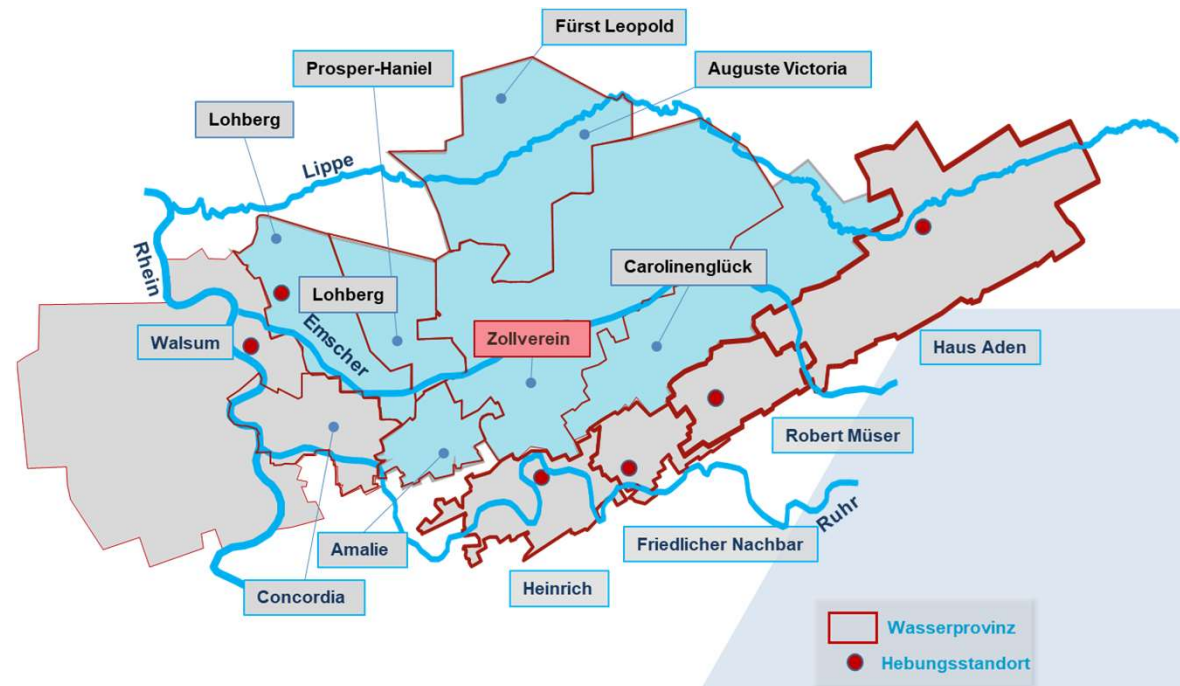 Fürst Leopold
Prosper-Haniel
Auguste Victoria
Lohberg
Lippe
Rhein
Carolinenglück
Lohberg
Emscher
Walsum
Zollverein
Haus Aden
Robert Müser
Ruhr
Amalie
Friedlicher Nachbar
Heinrich
Concordia
Wasserprovinz
Hebungsstandort